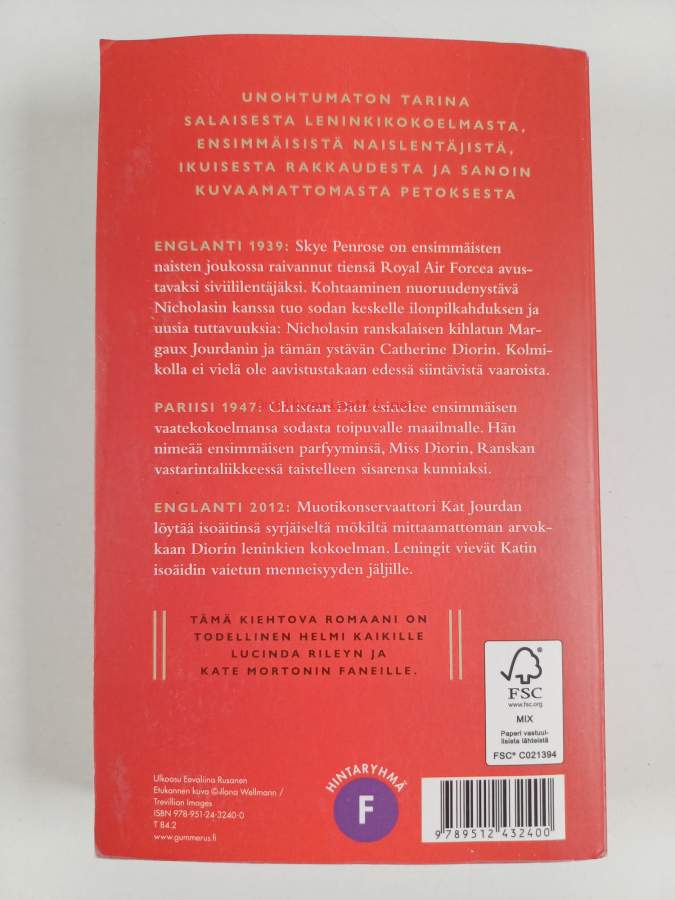 UNOHTUMATON TARINA
SALAISESTA LENINKIKOKOELMASTA,
ENSIMMÄISISTÄ NAISLENTÄJISTÄ,
IKUISESTA RAKKAUDESTA JA SANOIN
KUVAAMATTOMASTA PETOKSESTA
ENGLANTI 1939: Skye Penrose on ensimmäisten
naisten joukossa raivannut tiensä Royal Air Forcea avus-
tavaksi siviililentäjäksi. Kohtaaminen nuoruudenystävä
Nicholasin kanssa tuo sodan keskelle ilonpilkahduksen ja
uusia tuttavuuksia: Nicholasin ranskalaisen kihlatun Mar-
gaux Jourdanin ja tämän ystävän Catherine Diorin. Kolmi-
kolla ei vielä ole aavistustakaan edessä siintävistä vaaroista.
PARIISI 1947: Christian Dior esittelee ensimmäisen
vaatekokoelmansa sodasta toipuvalle maailmalle. Hän
nimeää ensimmäisen parfyyminsä, Miss Diorin, Ranskan
vastarintaliikkeessä taistelleen sisarensa kunniaksi.
ENGLANTI 2012: Muotikonservaattori Kat Jourdan
löytää isoäitinsä syrjäiseltä mökiltä mittaamattoman arvok-
kaan Diorin leninkien kokoelman. Leningit vievät Katin
isoäidin vaietun menneisyyden jäljille.
TÄMÄ KIEHTOVA ROMAANI ON
TODELLINEN HELMI KAIKILLE
LUCINDA RILEYN JA
KATE MORTONIN FANEILLE.
FSC
www.fsc.org
MIX
Paperi vastuul-
lisista lähteistä
FSC® C021394
Ulkoasu Eevaliina Rusanen
Etukannen kuva ©Ilona Wellmann /
Trevillian Images
ISBN 978-951-24-3240-0
T 84.2
www.gummerus.fi
HINTARYHMÄ
F
9 789512 432400